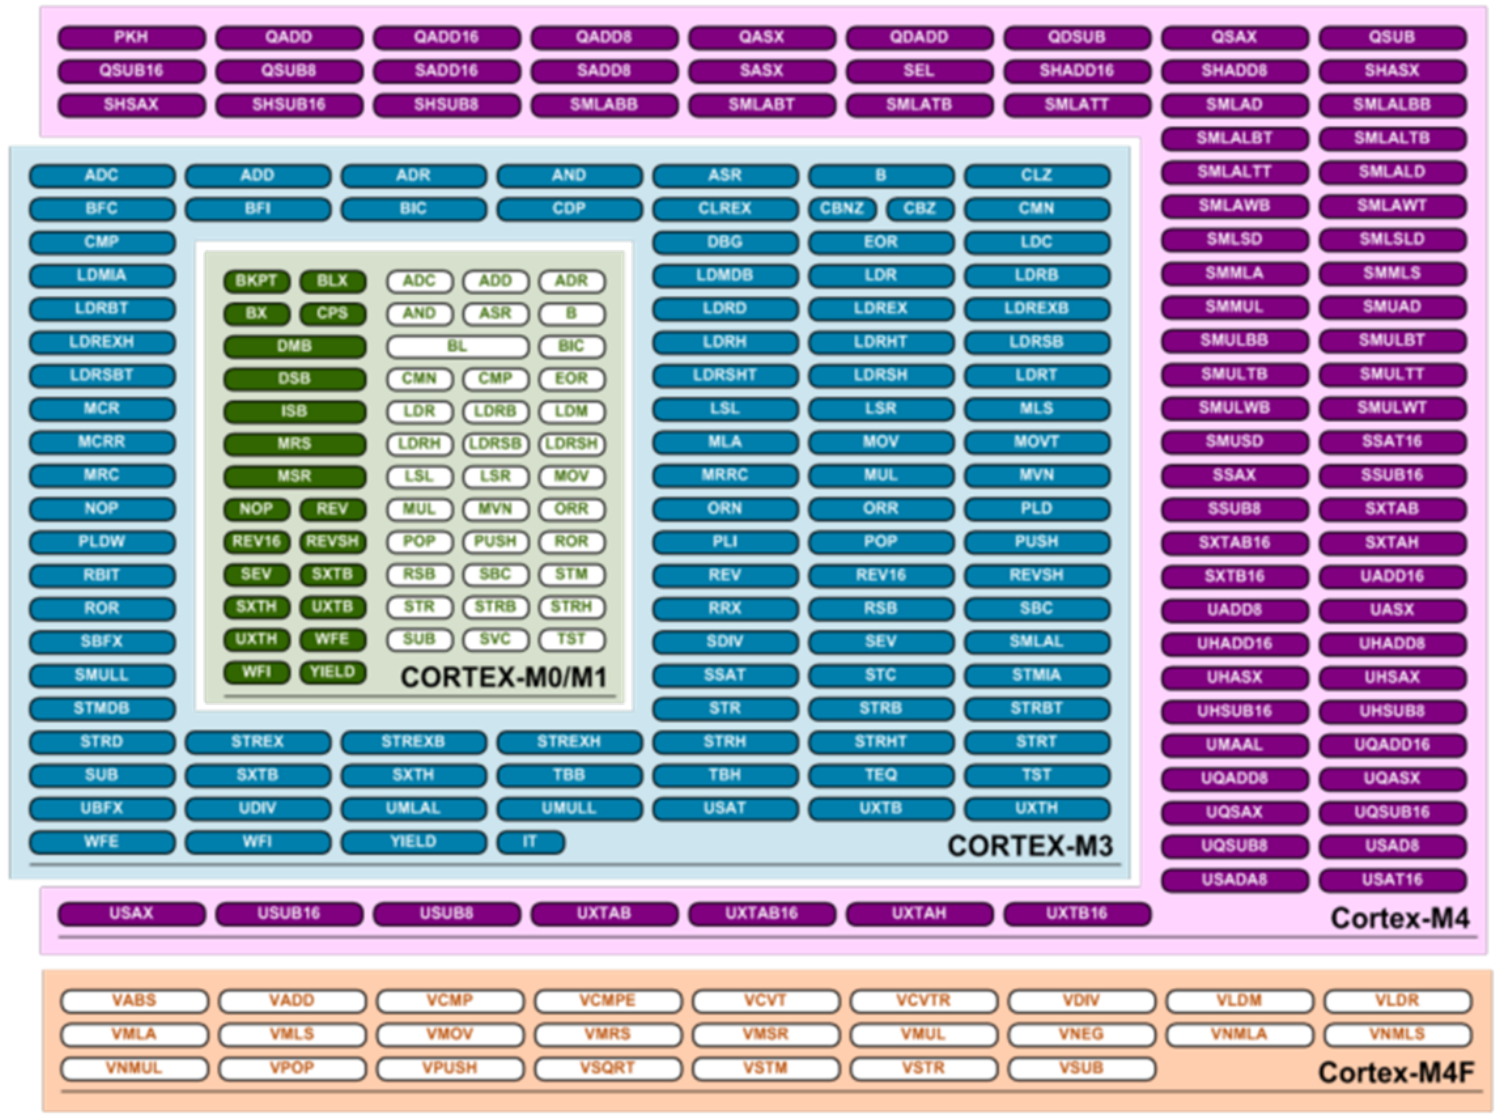 PKH QADD QADD16 QADD8 QASX QDADD QDSUB QSAX QSUB
QSUB16 QSUB8 SADD16 SADD8 SASX SEL SHADD16 SHADD8 SHASX
SHSAX SHSUB16 SHSUB8 SMLABB SMLABT SMLATB SMLATT SMLAD SMLALBB
SMLALBT SMLALTB
SMLALTT SMLALD
SMLAWB SMLAWT
SMLSD SMLSLD
SMMLA SMMLS
SMMUL SMUAD
SMULBB SMULBT
SMULTB SMULTT
SMULWB SMULWT
SMUSD SSAT16
SSAX SSUB16
SSUB8 SXTAB
SXTAB16 SXTAH
SXTB16 UADD16
UADD8 UASX
UHADD16 UHADD8
UHASX UHSAX
UHSUB16 UHSUB8
UMAAL UQADD16
UQADD8 UQASX
UQSAX UQSUB16
UQSUB8 USAD8
USADA8 USAT16
ADC ADD ADR AND ASR B CLZ
BFC BFI BIC CDP CLREX CBNZ CBZ CMN
CMP DBG EOR LDC
LDMIA LDMDB LDR LDRB
LDRBT LDRD LDREX LDREXB
LDREXH LDRH LDRHT LDRSB
LDRSBT LDRSHT LDRSH LDRT
MCR LSL LSR MLS
MCRR MLA MOV MOVT
MRC MRRC MUL MVN
NOP ORN ORR PLD
PLDW PLI POP PUSH
RBIT REV REV16 REVSH
ROR RRX RSB SBC
SBFX SDIV SEV SMLAL
SMULL SSAT STC STMIA
STMDB STR STRB STRBT
STRD STREX STREXB STREXH STRH STRHT STRT
SUB SXTB SXTH TBB TBH TEQ TST
UBFX UDIV UMLAL UMULL USAT UXTB UXTH
WFE WFI YIELD IT
CORTEX-M3
BKPT BLX ADC ADD ADR
BX CPS AND ASR B
DMB BL BIC
DSB CMN CMP EOR
ISB LDR LDRB LDM
MRS LDRH LDRSB LDRSH
MSR LSL LSR MOV
NOP REV MUL MVN ORR
REV16 REVSH POP PUSH ROR
SEV SXTB RSB SBC STM
SXTH UXTB STR STRB STRH
UXTH WFE SUB SVC TST
WFI YIELD
CORTEX-M0/M1
USAX USUB16 USUB8 UXTAB UXTAB16 UXTAH UXTB16
Cortex-M4
VABS VADD VCMP VCMPE VCVT VCVTR VDIV VLDM VLDR
VMLA VMLS VMOV VMRS VMSR VMUL VNEG VNMLA VNMLS
VNMUL VPOP VPUSH VSQRT VSTM VSTR VSUB
Cortex-M4F